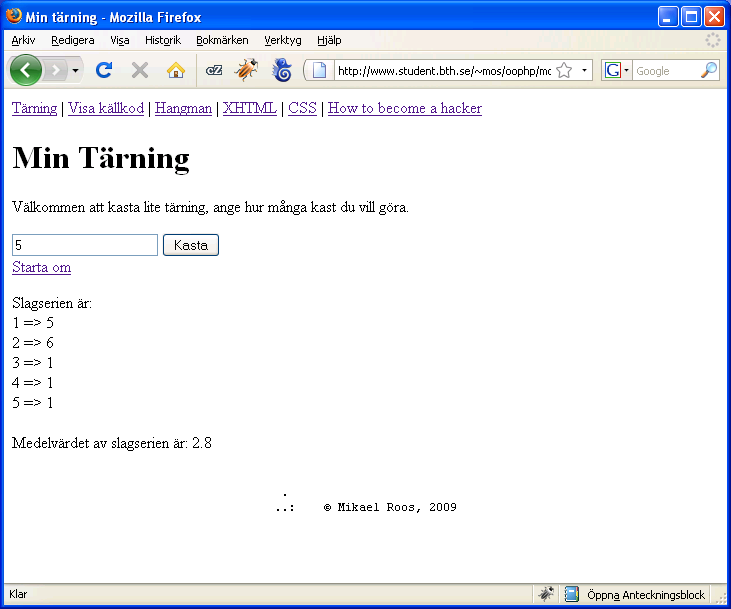 Min tärning - Mozilla Firefox
Arkiv Redigera Visa Historik Bokmärken Verktyg Hjälp
http://www.student.bth.se/~mos/oophp/mo
G Google
Tärning | Visa källkod | Hangman | XHTML | CSS | How to become a hacker
Min Tärning
Välkommen att kasta lite tärning, ange hur många kast du vill göra.
5 Kasta
Starta om
Slagserien är:
1 => 5
2 => 6
3 => 1
4 => 1
5 => 1
Medelvärdet av slagserien är: 2.8
.
..: © Mikael Roos, 2009
Klar Öppna Anteckningsblock